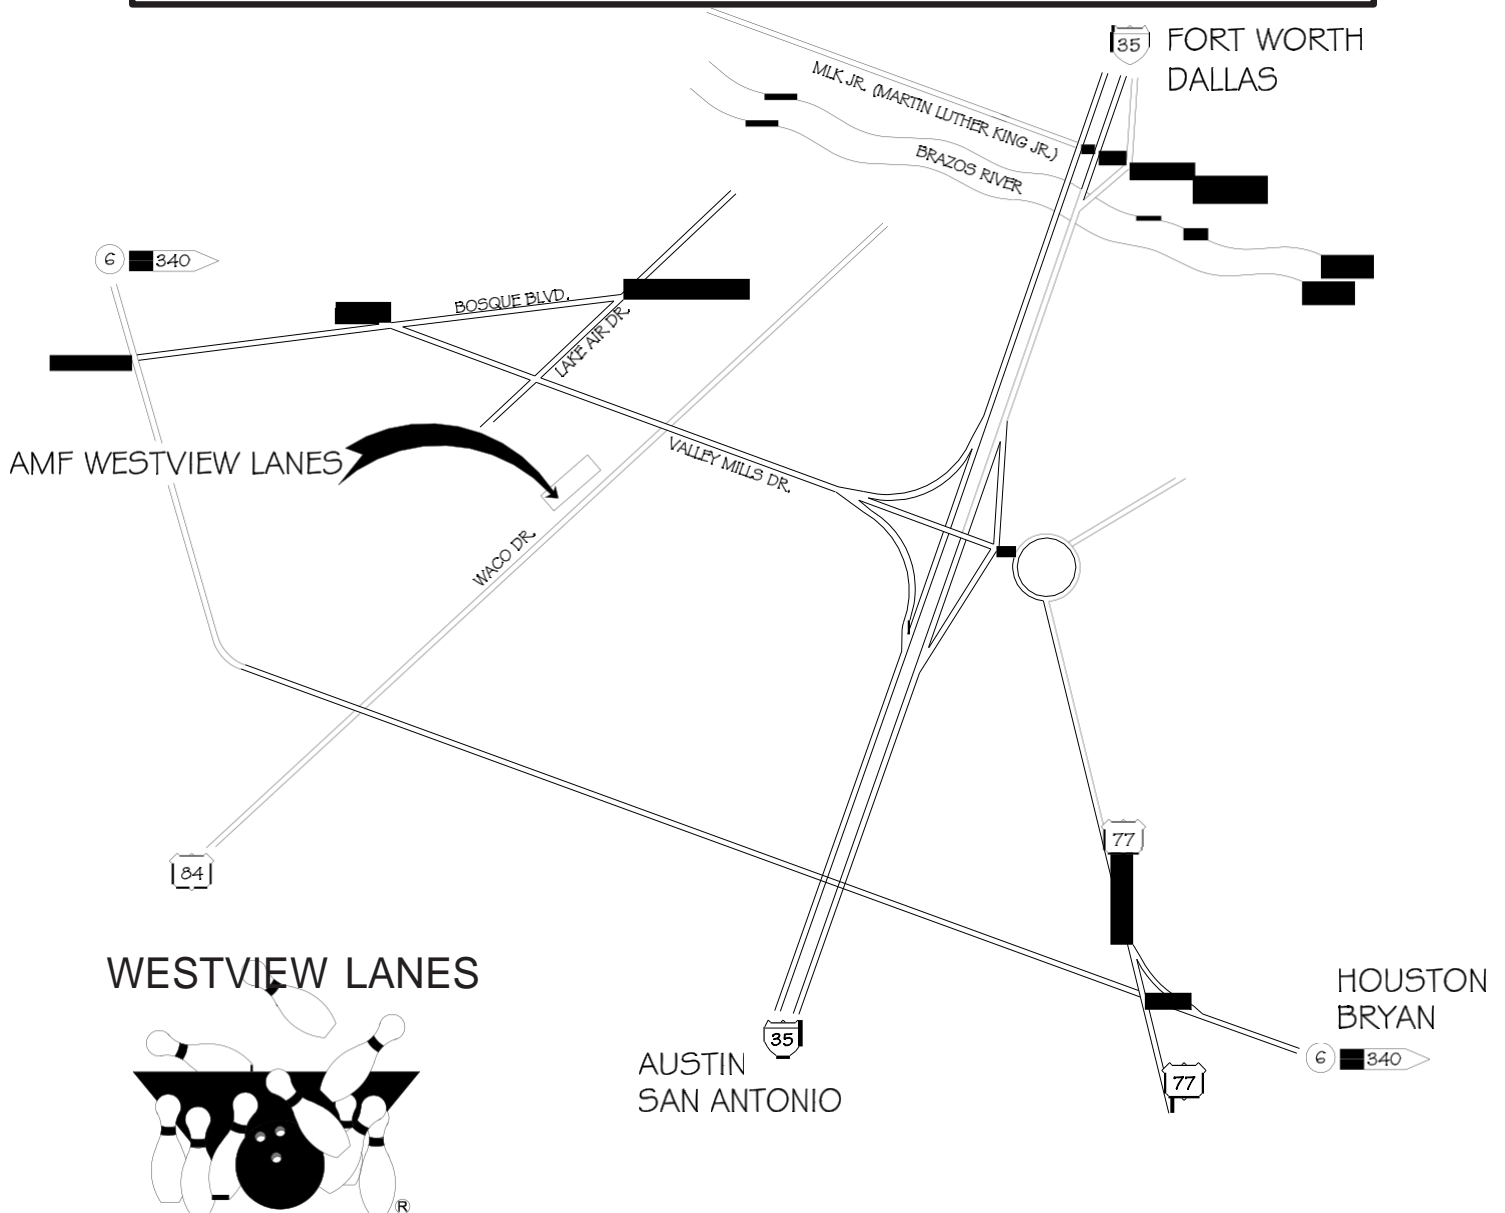 35
FORT WORTH
DALLAS
MLK JR. (MARTIN LUTHER KING JR.)
BRAZOS RIVER
6
340
BOSQUE BLVD.
LAKE AIR DR.
AMF WESTVIEW LANES
VALLEY MILLS DR.
WACO DR.
77
84
WESTVIEW LANES
HOUSTON
BRYAN
35
6
340
AUSTIN
SAN ANTONIO
77
®